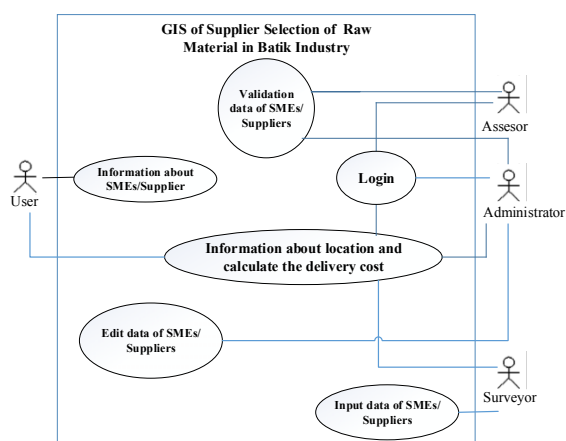 GIS of Supplier Selection of Raw
Material in Batik Industry
Validation
data of SMEs/
Suppliers
Assesor
Information about
SMEs/Supplier
Login
User
Administrator
Information about location and
calculate the delivery cost
Edit data of SMEs/
Suppliers
Surveyor
Input data of SMEs/
Suppliers